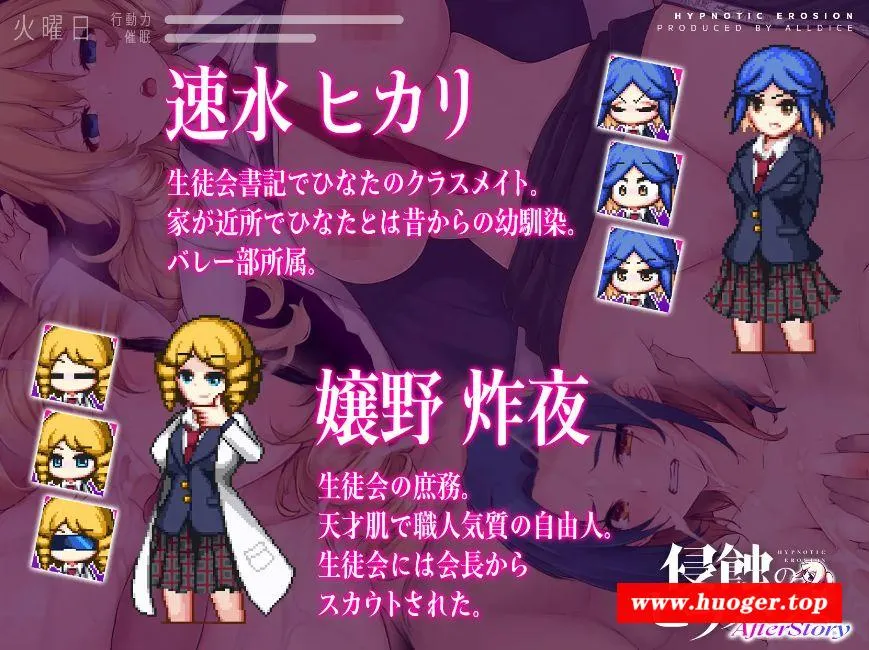 火曜日
行動力
催眠
HYPNOTIC EROSION
PRODUCED BY ALLDICE
速水 ヒカリ
生徒会書記でひなたのクラスメイト。
家が近所でひなたとは昔からの幼馴染。
バレー部所属。
嬢野 炸夜
生徒会の庶務。
天才肌で職人気質の自由人。
生徒会には会長から
スカウトされた。
HYPNOTIC
EROSION
侵蝕の
www.huoger.top
AfterStory